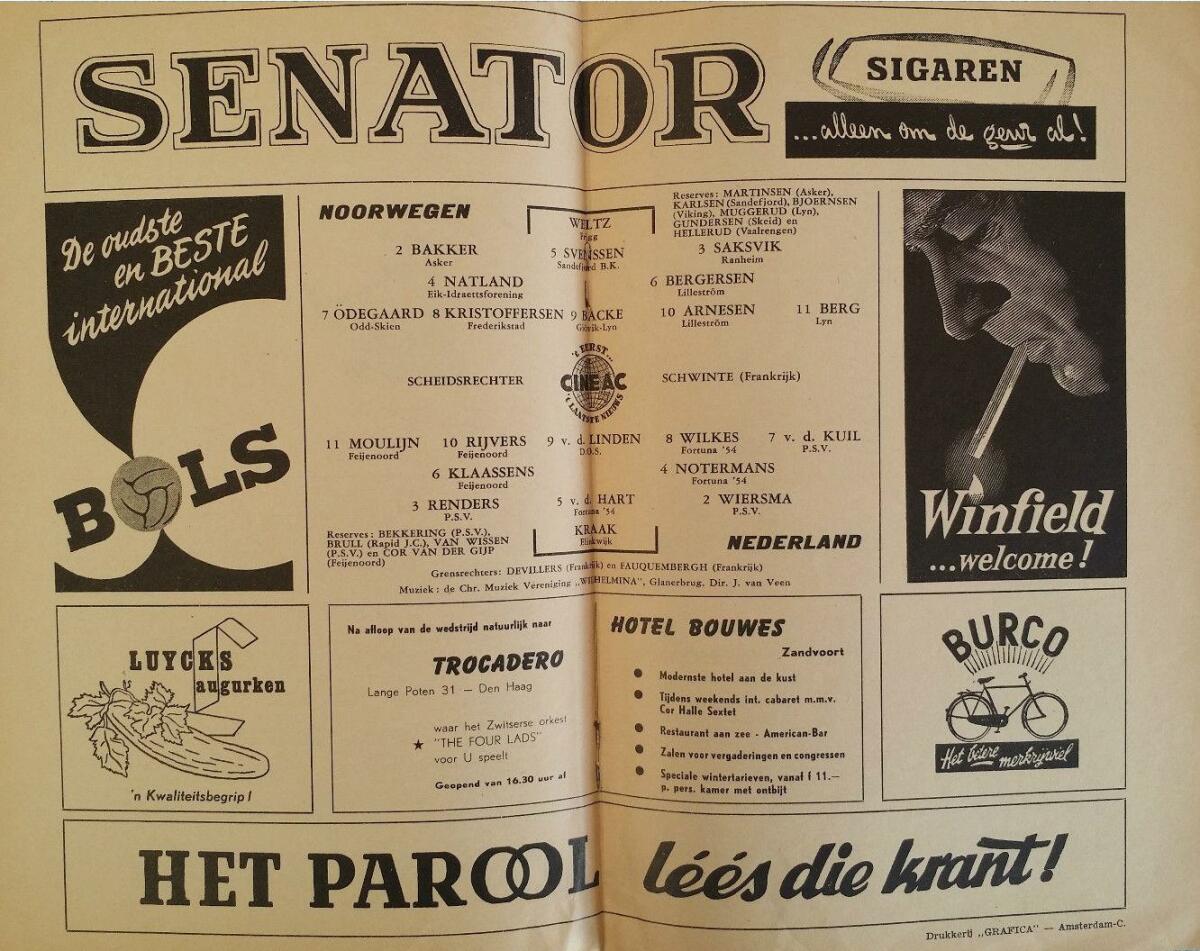 SENATOR
SIGAREN
...alleen om de geur al!
De oudste
en BESTE
international
BOLS
NOORWEGEN
WELTZ
Frigg
Reserves: MARTINSEN (Asker),
KARLSEN (Sandefjord), BJOERNSEN
(Viking), MUGGERUD (Lyn),
GUNDERSEN (Skeid) en
HELLERUD (Vaalrengen)
2 BAKKER 5 SVENSSEN 3 SAKSVIK
Asker Sandefjord B.K. Ranheim
4 NATLAND 6 BERGERSEN
Eik-Idraettsforening Lilleström
7 ÖDEGAARD 8 KRISTOFFERSEN 9 BACKE 10 ARNESEN 11 BERG
Odd-Skien Frederikstad Gjövik-Lyn Lilleström Lyn
't EERST...
SCHEIDSRECHTER CINEAC SCHWINTE (Frankrijk)
't LAATSTE NIEUWS
11 MOULIJN 10 RIJVERS 9 v. d. LINDEN 8 WILKES 7 v. d. KUIL
Feijenoord Feijenoord D.O.S. Fortuna '54 P.S.V.
6 KLAASSENS 4 NOTERMANS
Feijenoord Fortuna '54
3 RENDERS 5 v. d. HART 2 WIERSMA
P.S.V. Fortuna '54 P.S.V.
Reserves: BEKKERING (P.S.V.),
BRULL (Rapid J.C.), VAN WISSEN
(P.S.V.) en COR VAN DER GIJP
(Feijenoord)
KRAAK
Elinkwijk
NEDERLAND
Grensrechters: DEVILLERS (Frankrijk) en FAUQUEMBERGH (Frankrijk)
Muziek: de Chr. Muziek Vereniging „WILHELMINA", Glanerbrug, Dir. J. van Veen
Winfield
...welcome!
LUYCKS
augurken
'n Kwaliteitsbegrip!
Na afloop van de wedstrijd natuurlijk naar
TROCADERO
Lange Poten 31 — Den Haag
waar het Zwitserse orkest
★ "THE FOUR LADS"
voor U speelt
Geopend van 16.30 uur af
HOTEL BOUWES
Zandvoort
● Modernste hotel aan de kust
● Tijdens weekends int. cabaret m.m.v.
Cor Halle Sextet
● Restaurant aan zee - American-Bar
● Zalen voor vergaderingen en congressen
● Speciale wintertarieven, vanaf f 11.—
p. pers. kamer met ontbijt
BURCO
Het betere merkrijwiel
HET PAROOL léés die krant!
Drukkerij „GRAFICA" — Amsterdam-C.